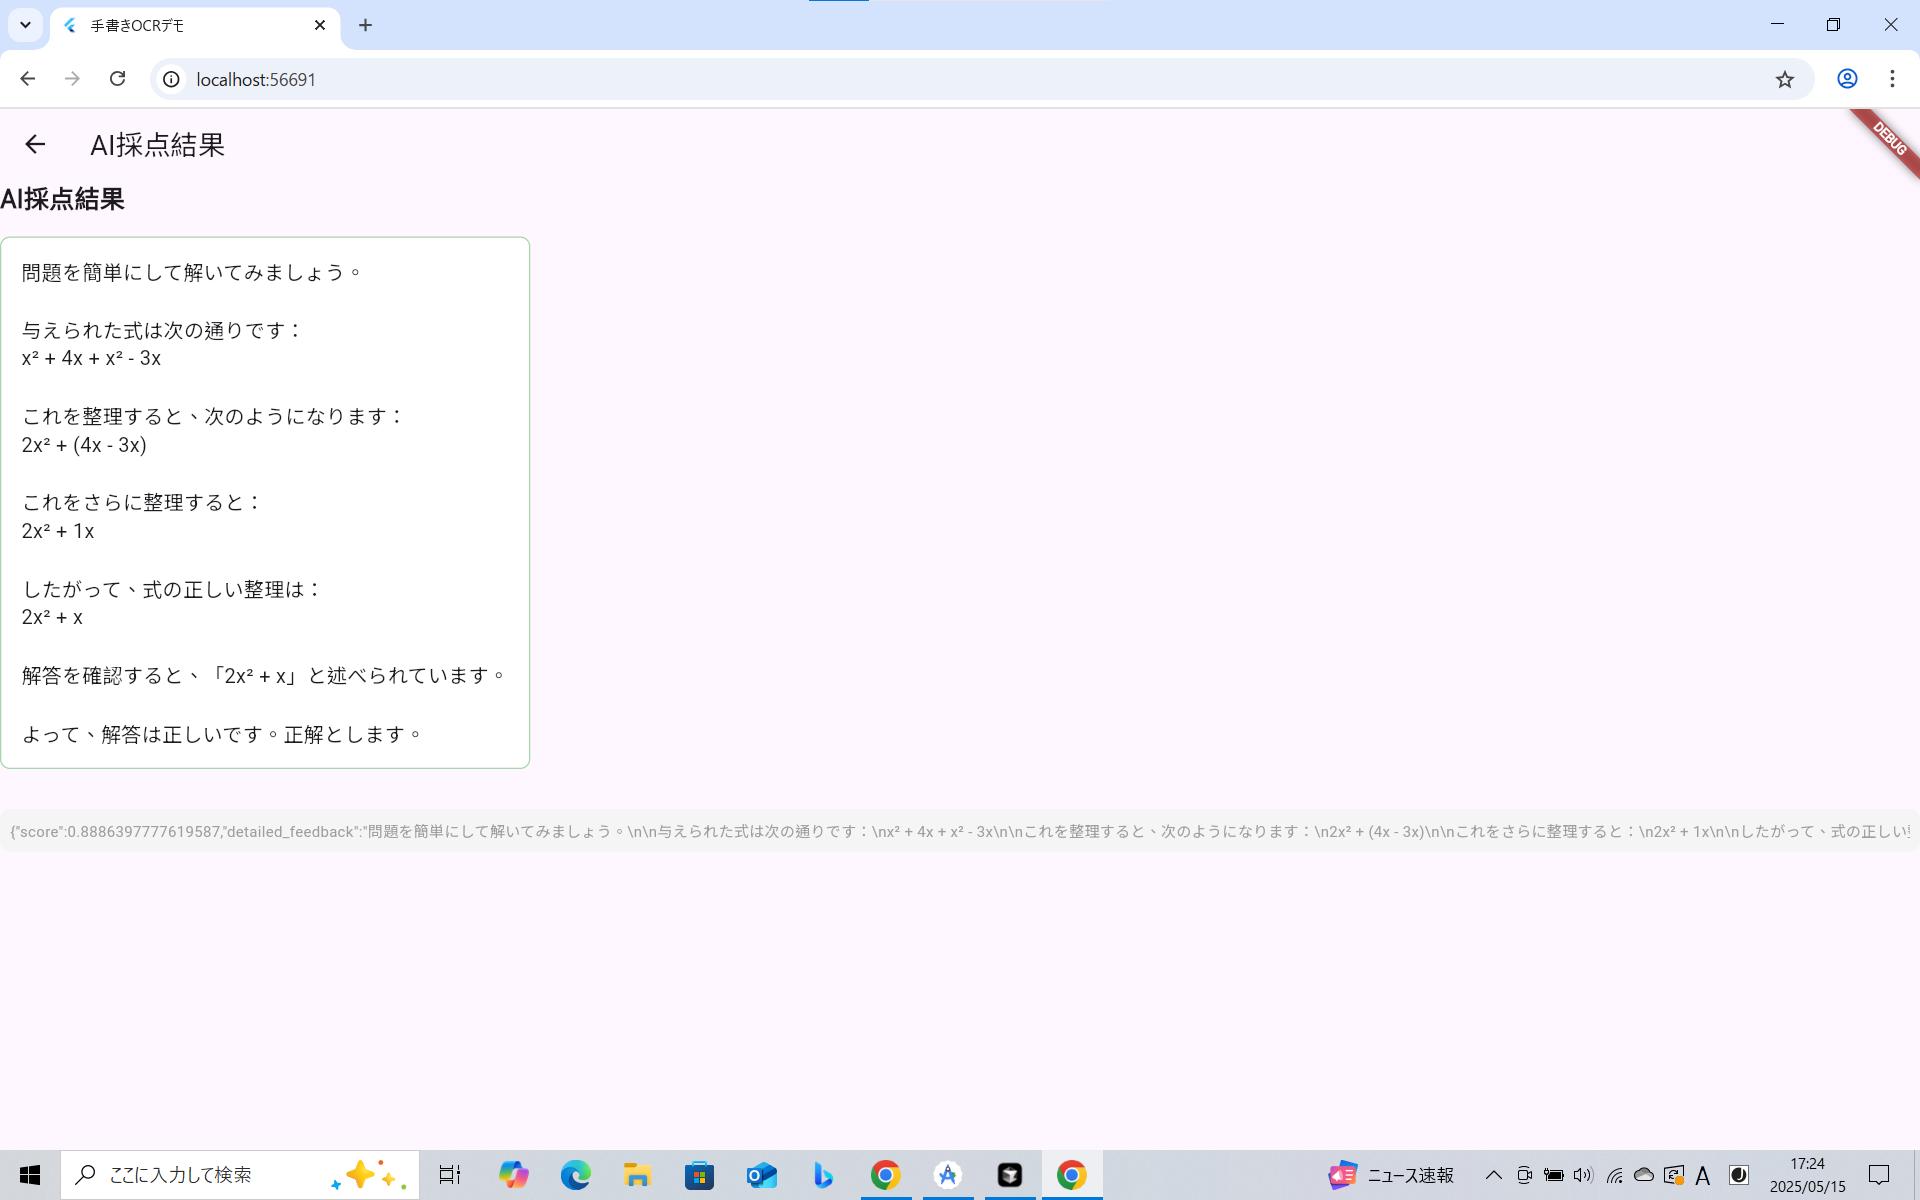 手書きOCRデモ
localhost:56691
AI採点結果
DEBUG
AI採点結果
問題を簡単にして解いてみましょう。
与えられた式は次の通りです：
x² + 4x + x² - 3x
これを整理すると、次のようになります：
2x² + (4x - 3x)
これをさらに整理すると：
2x² + 1x
したがって、式の正しい整理は：
2x² + x
解答を確認すると、「2x² + x」と述べられています。
よって、解答は正しいです。正解とします。
{"score":0.8886397777619587,"detailed_feedback":"問題を簡単にして解いてみましょう。\n\n与えられた式は次の通りです：\nx² + 4x + x² - 3x\n\nこれを整理すると、次のようになります：\n2x² + (4x - 3x)\n\nこれをさらに整理すると：\n2x² + 1x\n\nしたがって、式の正しい
ここに入力して検索
ニュース速報
A
17:24
2025/05/15